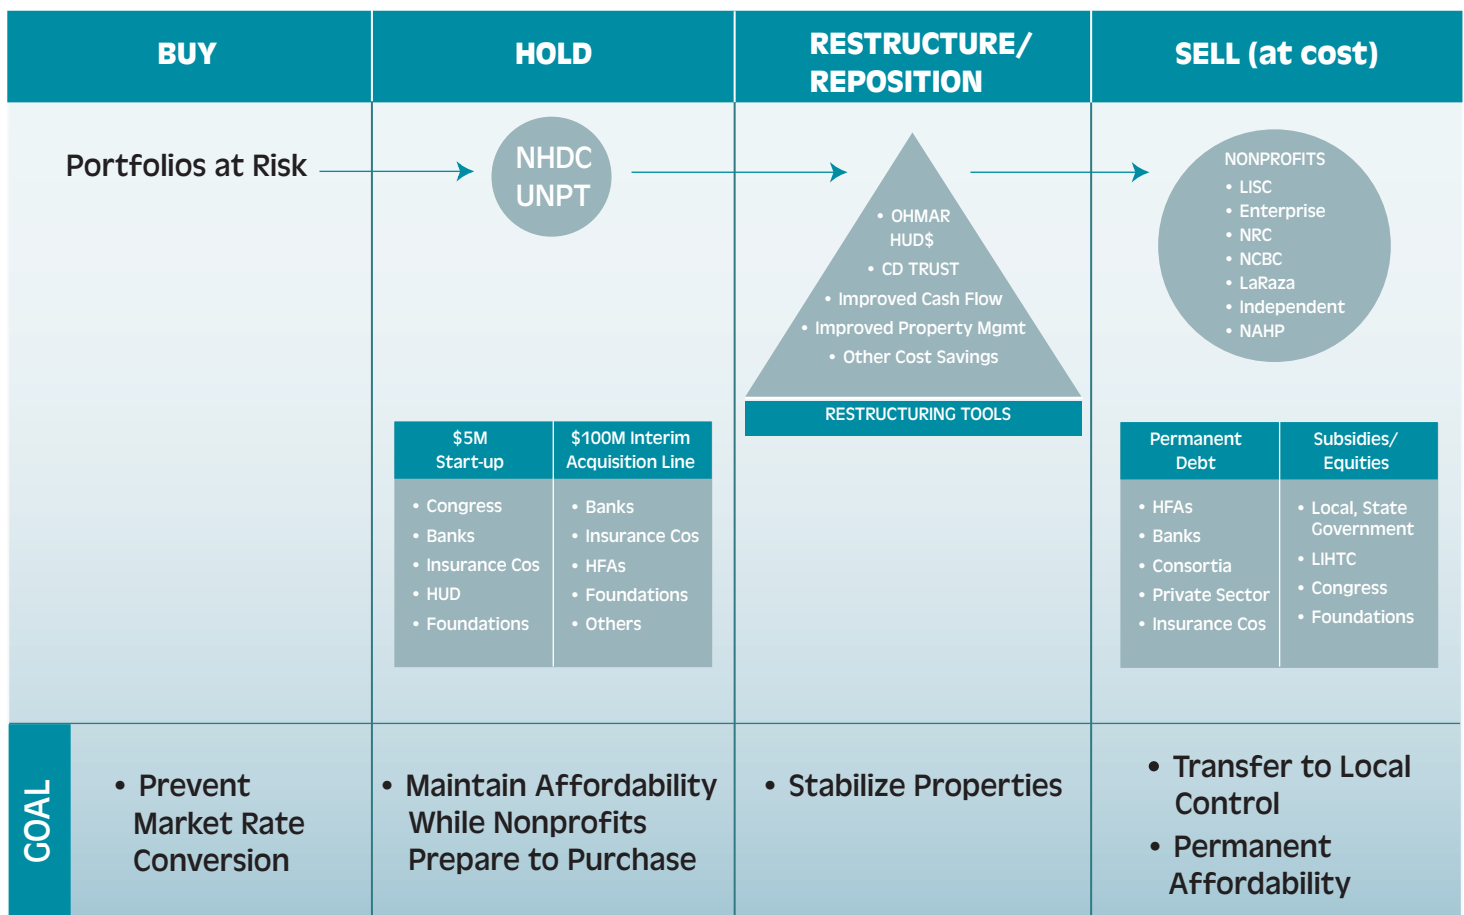 BUY
HOLD
RESTRUCTURE/
REPOSITION
SELL (at cost)
Portfolios at Risk
NHDC
UNPT
• OHMAR
HUD$
• CD TRUST
• Improved Cash Flow
• Improved Property Mgmt
• Other Cost Savings
RESTRUCTURING TOOLS
NONPROFITS
• LISC
• Enterprise
• NRC
• NCBC
• LaRaza
• Independent
• NAHP
$5M
Start-up
• Congress
• Banks
• Insurance Cos
• HUD
• Foundations
$100M Interim
Acquisition Line
• Banks
• Insurance Cos
• HFAs
• Foundations
• Others
Permanent
Debt
• HFAs
• Banks
• Consortia
• Private Sector
• Insurance Cos
Subsidies/
Equities
• Local, State
Government
• LIHTC
• Congress
• Foundations
GOAL
• Prevent
Market Rate
Conversion
• Maintain Affordability
While Nonprofits
Prepare to Purchase
• Stabilize Properties
• Transfer to Local
Control
• Permanent
Affordability